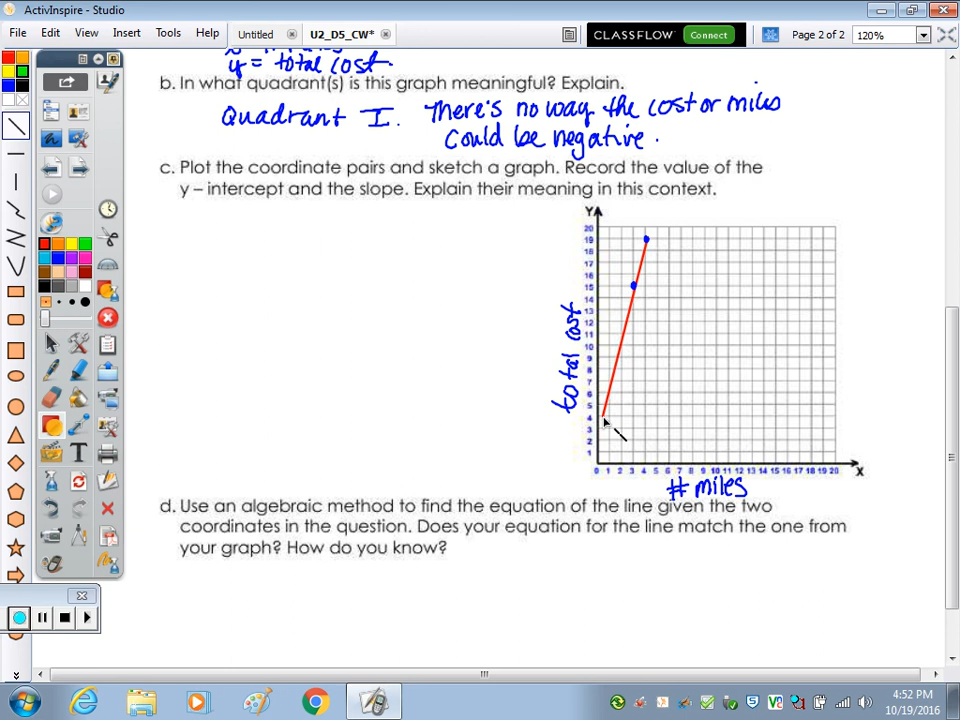 ActivInspire - Studio
File Edit View Insert Tools Help Untitled U2_D5_CW* CLASSFLOW Connect Page 2 of 2 120%
y = total cost.
b. In what quadrant(s) is this graph meaningful? Explain.
Quadrant I. There's no way the cost or miles
could be negative.
c. Plot the coordinate pairs and sketch a graph. Record the value of the
y – intercept and the slope. Explain their meaning in this context.
Y
20
19
18
17
16
15
14
13
12
11
10
9
8
7
6
5
4
3
2
1
total cost
0 1 2 3 4 5 6 7 8 9 10 11 12 13 14 15 16 17 18 19 20 X
# miles
d. Use an algebraic method to find the equation of the line given the two
coordinates in the question. Does your equation for the line match the one from
your graph? How do you know?
4:52 PM
10/19/2016